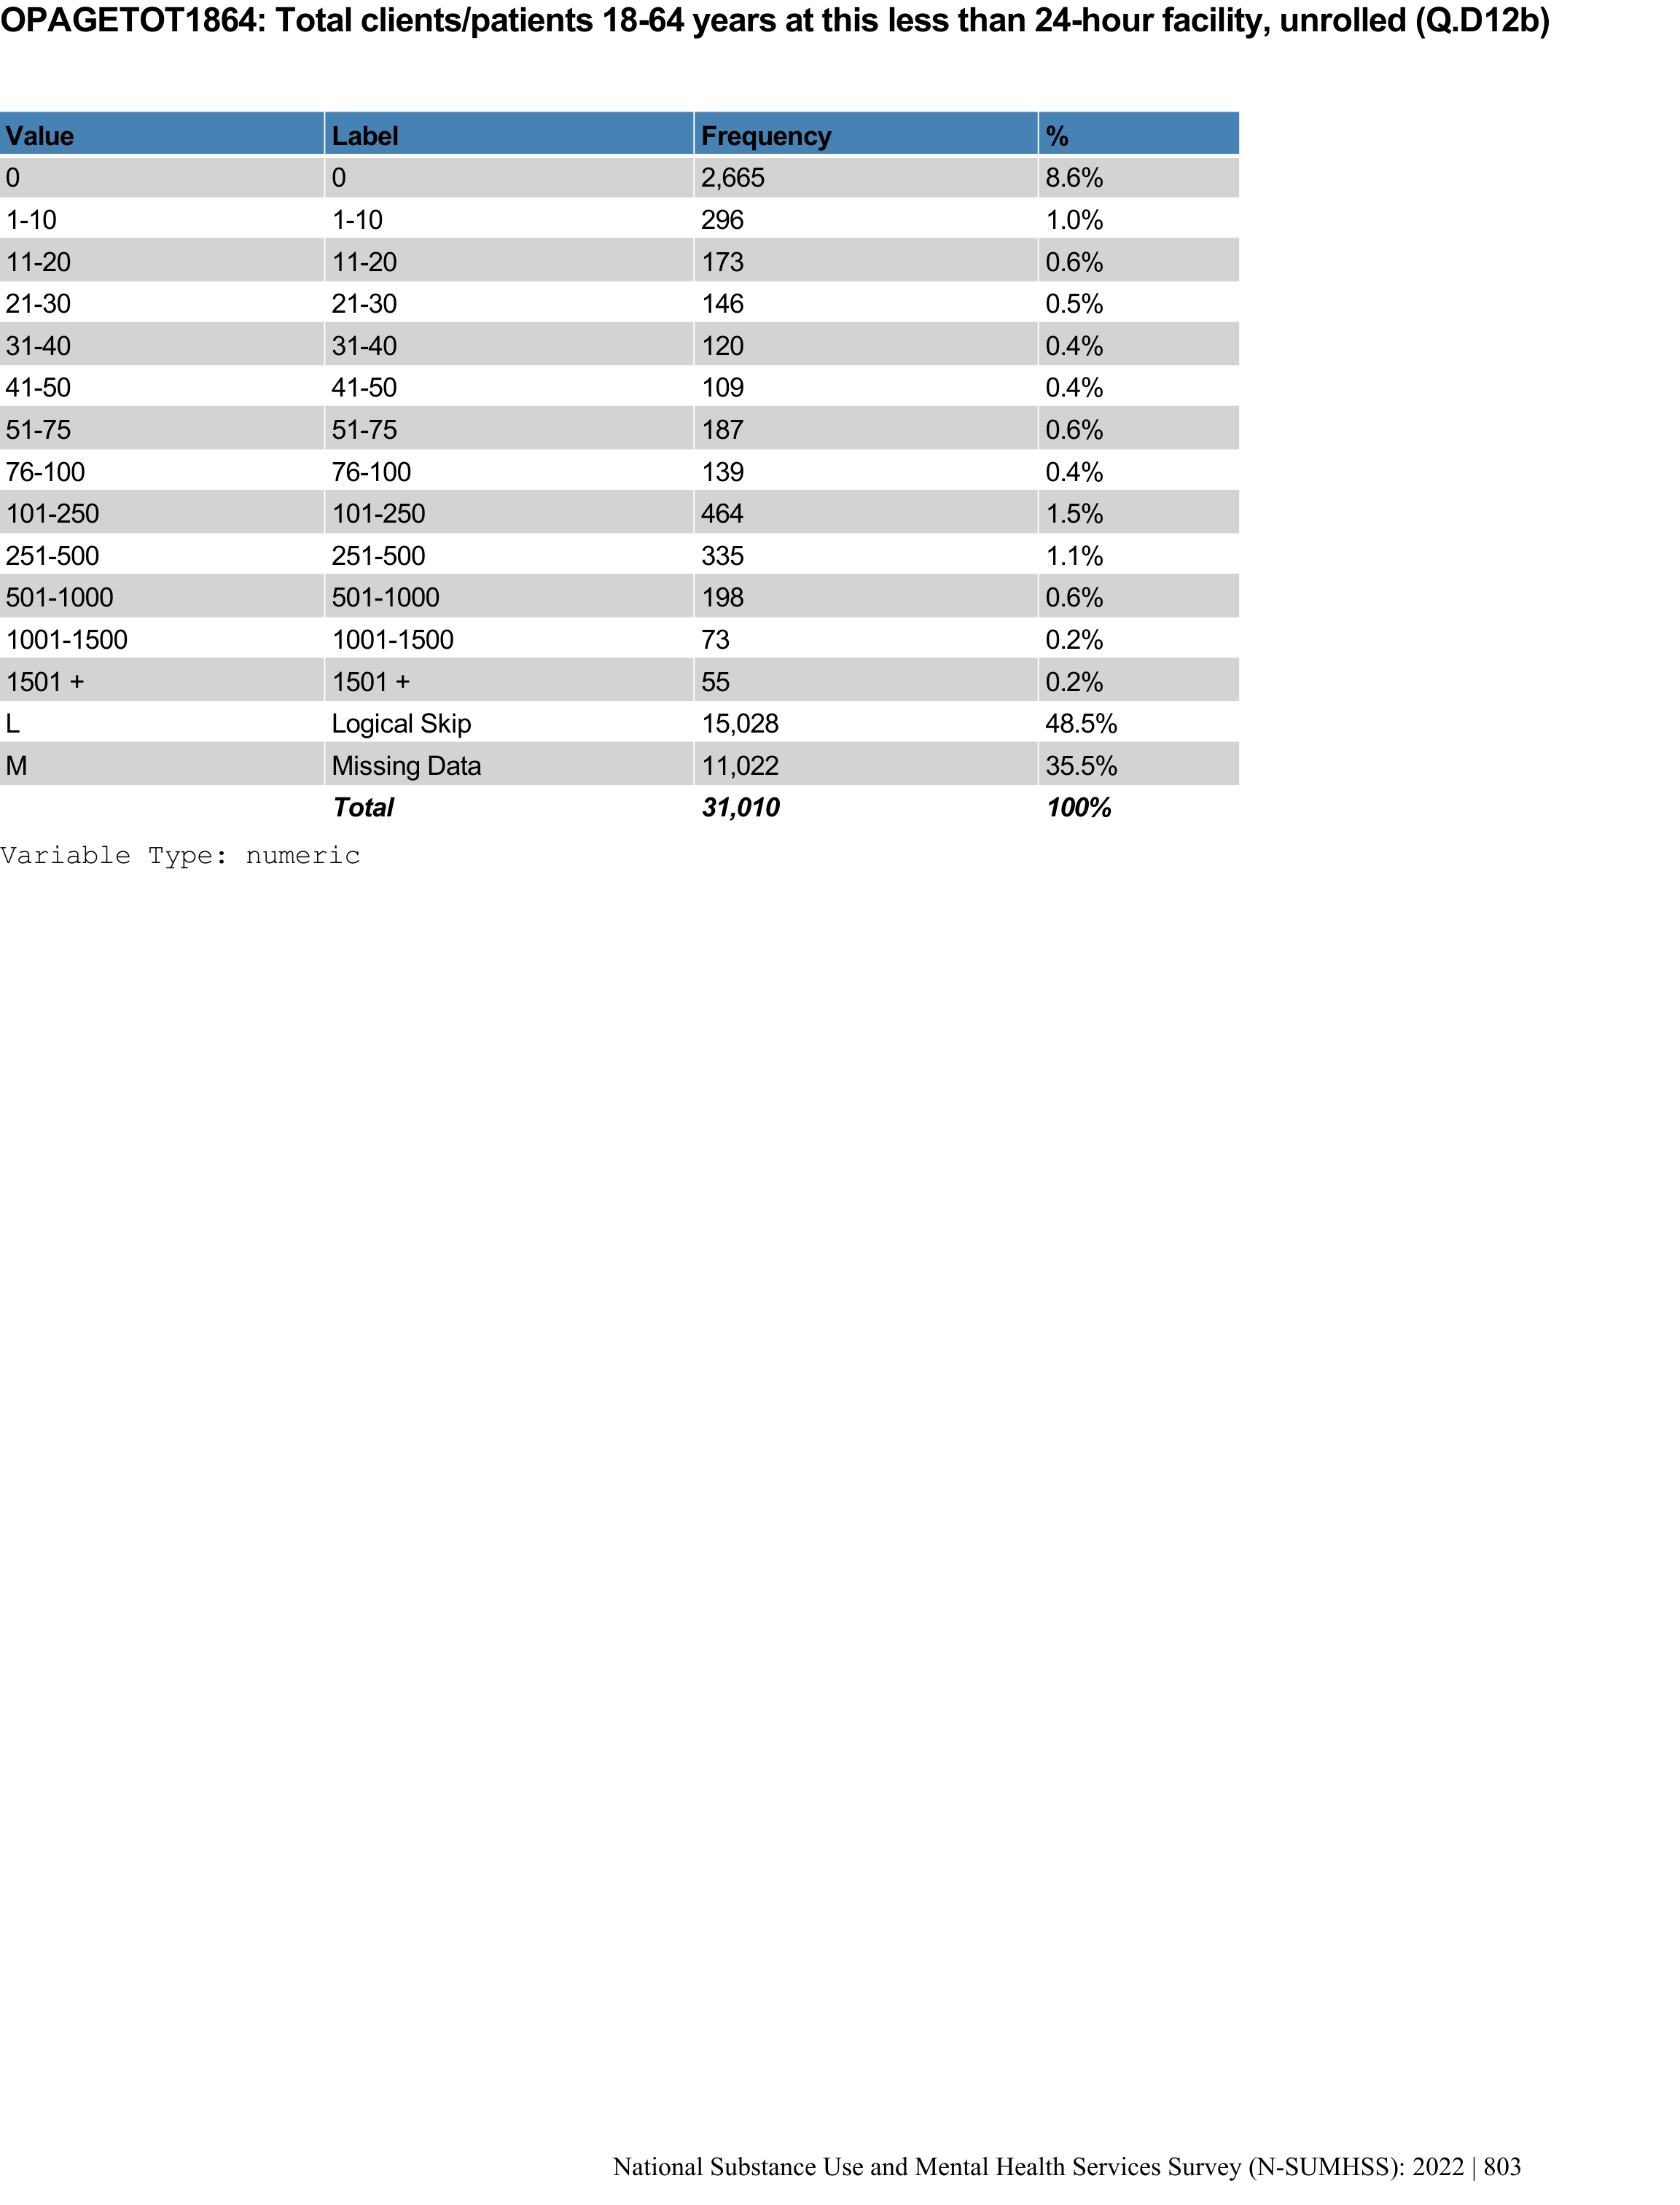 OPAGETOT1864: Total clients/patients 18-64 years at this less than 24-hour facility, unrolled (Q.D12b)
Value Label Frequency %
0 0 2,665 8.6%
1-10 1-10 296 1.0%
11-20 11-20 173 0.6%
21-30 21-30 146 0.5%
31-40 31-40 120 0.4%
41-50 41-50 109 0.4%
51-75 51-75 187 0.6%
76-100 76-100 139 0.4%
101-250 101-250 464 1.5%
251-500 251-500 335 1.1%
501-1000 501-1000 198 0.6%
1001-1500 1001-1500 73 0.2%
1501 + 1501 + 55 0.2%
L Logical Skip 15,028 48.5%
M Missing Data 11,022 35.5%
Total 31,010 100%
Variable Type: numeric
National Substance Use and Mental Health Services Survey (N-SUMHSS): 2022 | 803